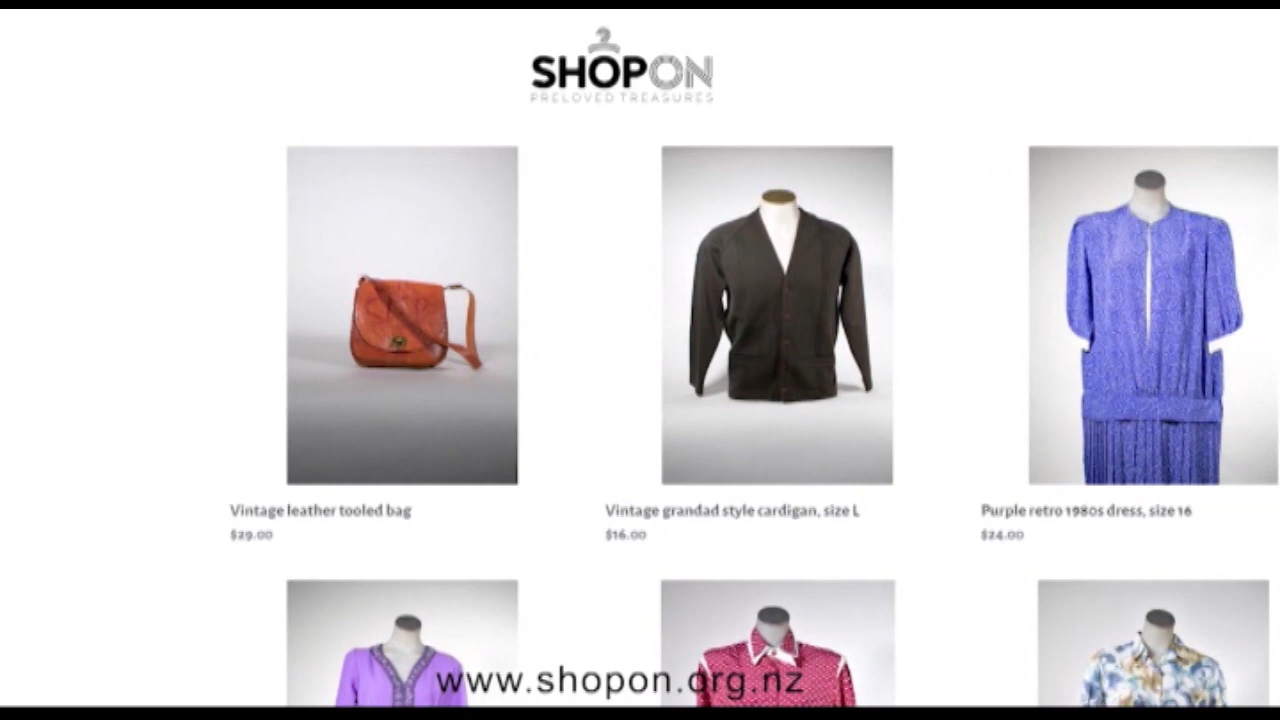 SHOPON
PRELOVED TREASURES
Vintage leather tooled bag
$29.00
Vintage grandad style cardigan, size L
$16.00
Purple retro 1980s dress, size 16
$24.00
www.shopon.org.nz